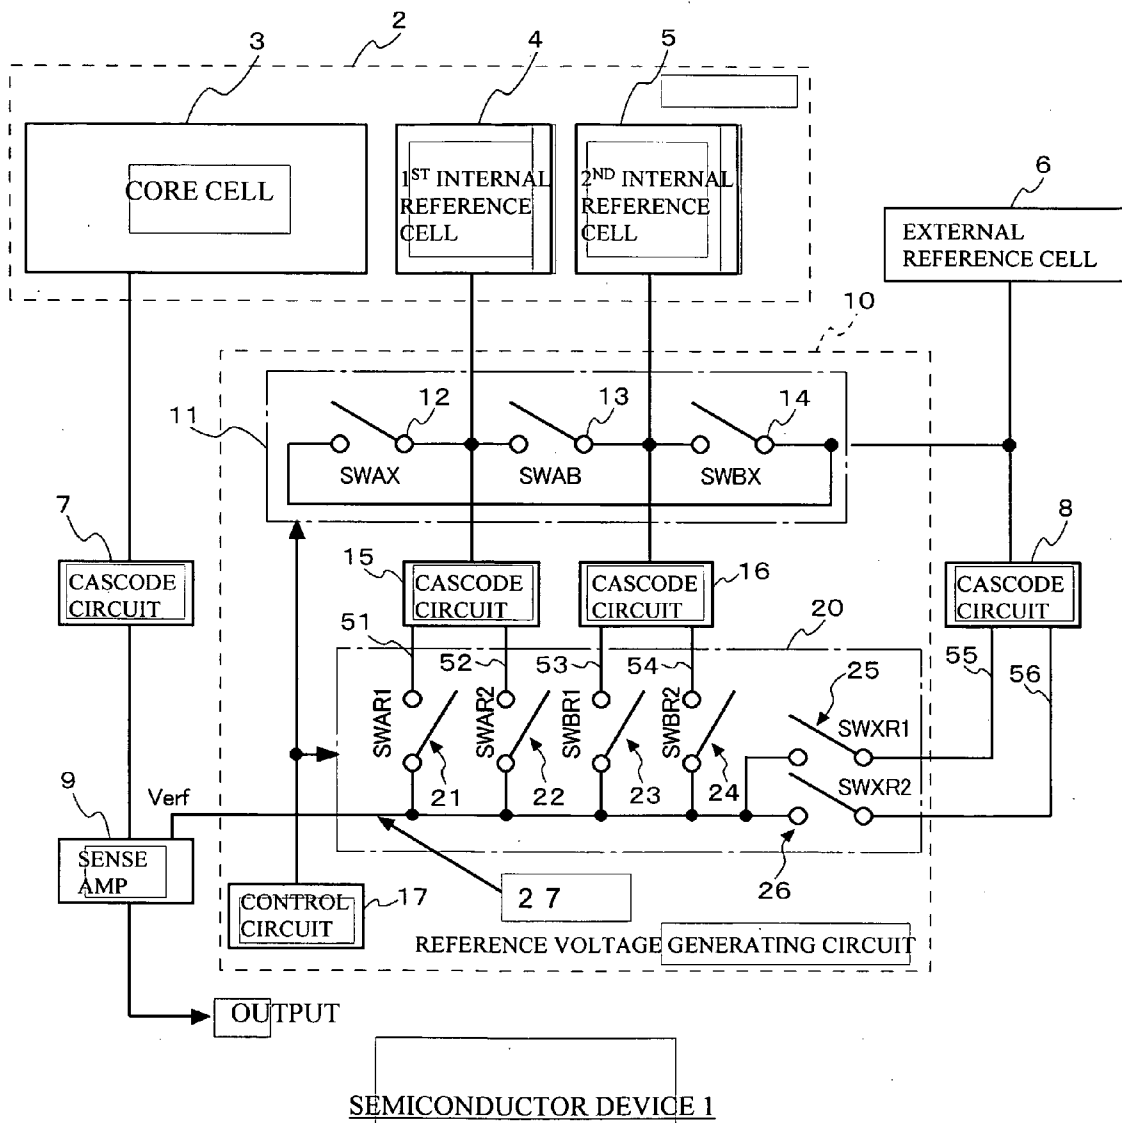 2
3
4
5
CORE CELL
1ST INTERNAL
REFERENCE
CELL
2ND INTERNAL
REFERENCE
CELL
6
EXTERNAL
REFERENCE CELL
10
11
12
13
14
SWAX
SWAB
SWBX
7
CASCODE
CIRCUIT
15
CASCODE
CIRCUIT
CASCODE
CIRCUIT
16
8
CASCODE
CIRCUIT
20
51
52
53
54
55
56
SWAR1
SWAR2
SWBR1
SWBR2
25
SWXR1
SWXR2
21
22
23
24
26
9
Verf
SENSE
AMP
CONTROL
CIRCUIT
17
27
REFERENCE VOLTAGE GENERATING CIRCUIT
OUTPUT
SEMICONDUCTOR DEVICE 1